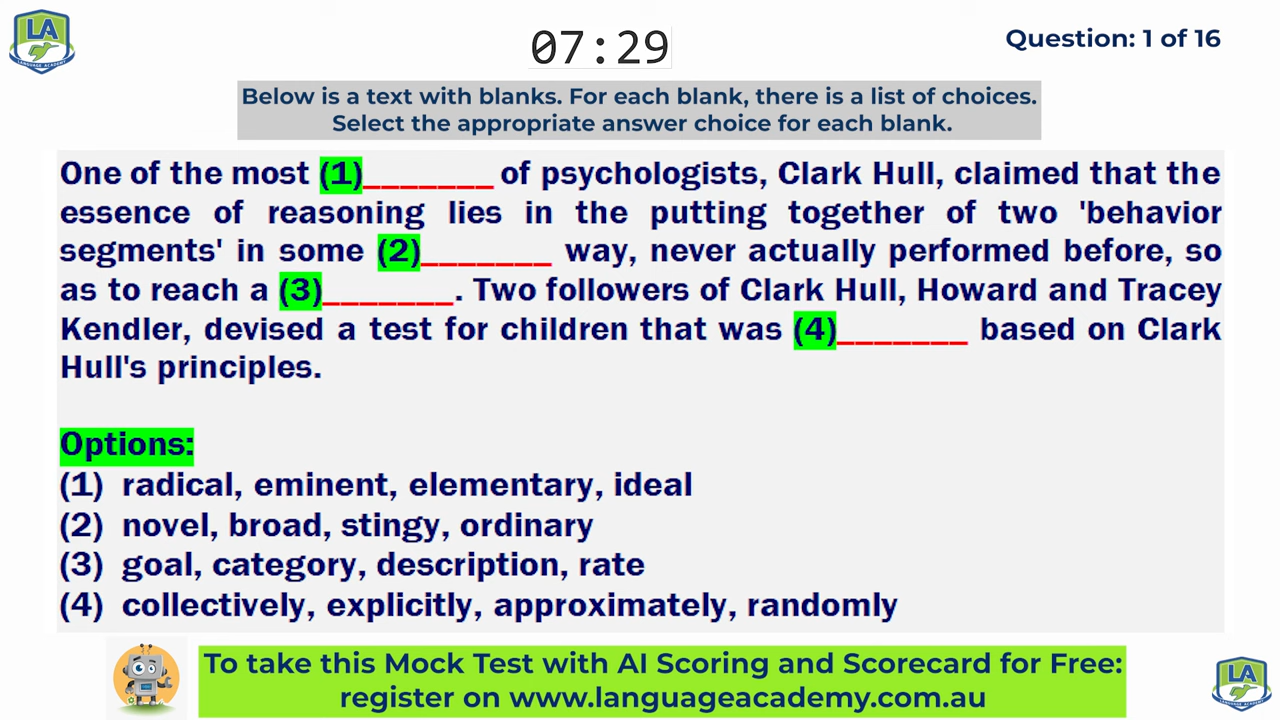 LA
LANGUAGE ACADEMY
07:29
Question: 1 of 16
Below is a text with blanks. For each blank, there is a list of choices.
Select the appropriate answer choice for each blank.
One of the most (1)_______ of psychologists, Clark Hull, claimed that the
essence of reasoning lies in the putting together of two 'behavior
segments' in some (2)_______ way, never actually performed before, so
as to reach a (3)_______. Two followers of Clark Hull, Howard and Tracey
Kendler, devised a test for children that was (4)_______ based on Clark
Hull's principles.
Options:
(1) radical, eminent, elementary, ideal
(2) novel, broad, stingy, ordinary
(3) goal, category, description, rate
(4) collectively, explicitly, approximately, randomly
To take this Mock Test with AI Scoring and Scorecard for Free:
register on www.languageacademy.com.au
LA
LANGUAGE ACADEMY